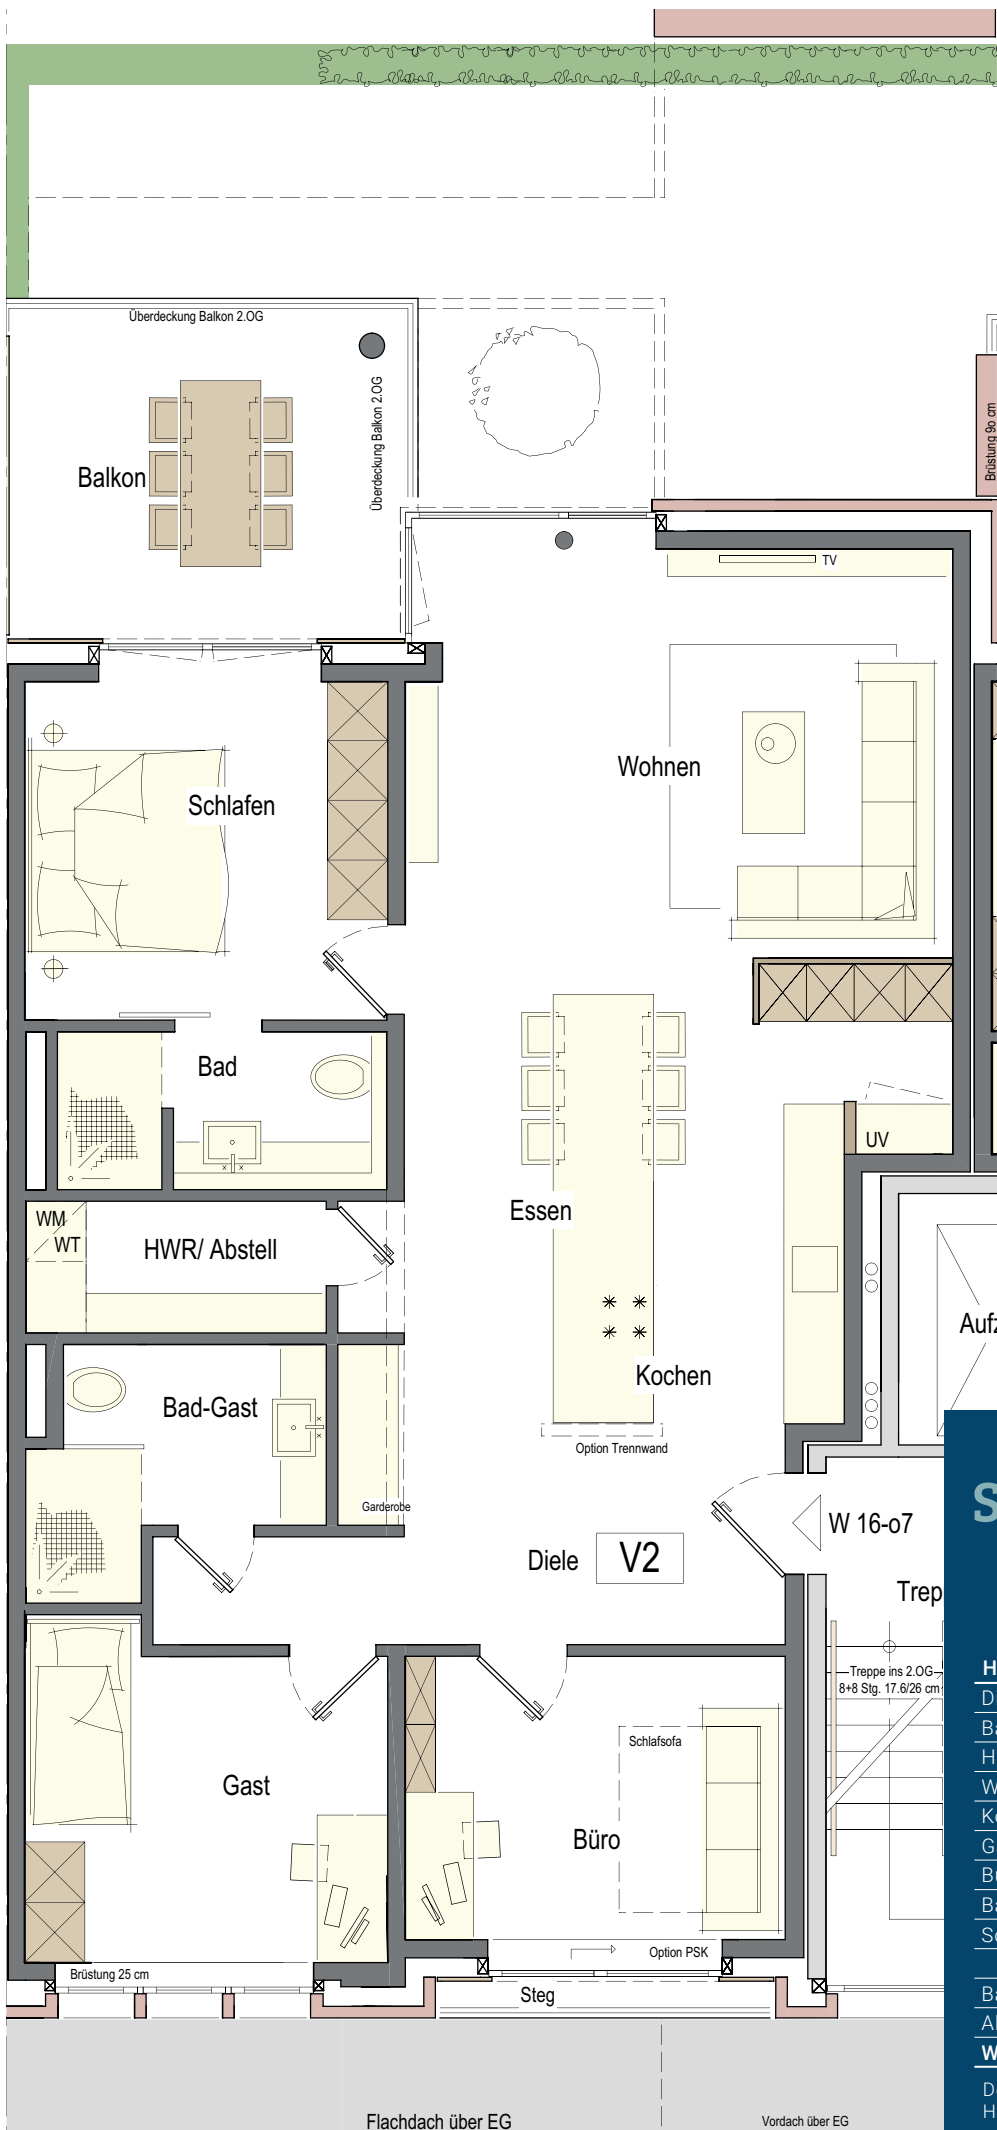 Überdeckung Balkon 2.OG
Überdeckung Balkon 2.OG
Balkon
Brüstung 9o cm
TV
Wohnen
Schlafen
Bad
UV
WM
WT
HWR/ Abstell
Essen
Kochen
Bad-Gast
Option Trennwand
Garderobe
Diele
V2
W 16-o7
Treppe ins 2.OG
8+8 Stg. 17.6/26 cm
Schlafsofa
Gast
Büro
Option PSK
Brüstung 25 cm
Steg
Flachdach über EG
Vordach über EG